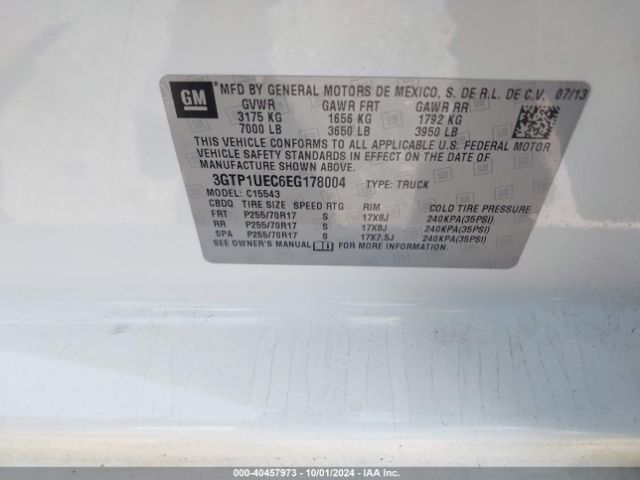 GM
MFD BY GENERAL MOTORS DE MEXICO, S. DE R.L. DE C.V. 07/13
GVWR GAWR FRT GAWR RR
3175 KG 1656 KG 1792 KG
7000 LB 3650 LB 3950 LB
THIS VEHICLE CONFORMS TO ALL APPLICABLE U.S. FEDERAL MOTOR
VEHICLE SAFETY STANDARDS IN EFFECT ON THE DATE OF
MANUFACTURE SHOWN ABOVE.
3GTP1UEC6EG178004 TYPE: TRUCK
MODEL: C15543
CBDQ TIRE SIZE SPEED RTG RIM COLD TIRE PRESSURE
FRT P255/70R17 S 17X8J 240KPA(35PSI)
RR P255/70R17 S 17X8J 240KPA(35PSI)
SPA P255/70R17 S 17X7.5J 240KPA(35PSI)
SEE OWNER'S MANUAL FOR MORE INFORMATION.
000-40457973 - 10/01/2024 - IAAI.COM